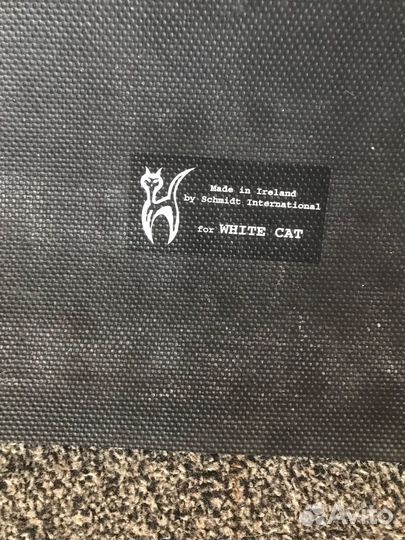 Made in Ireland
by Schmidt International
for WHITE CAT
Avito